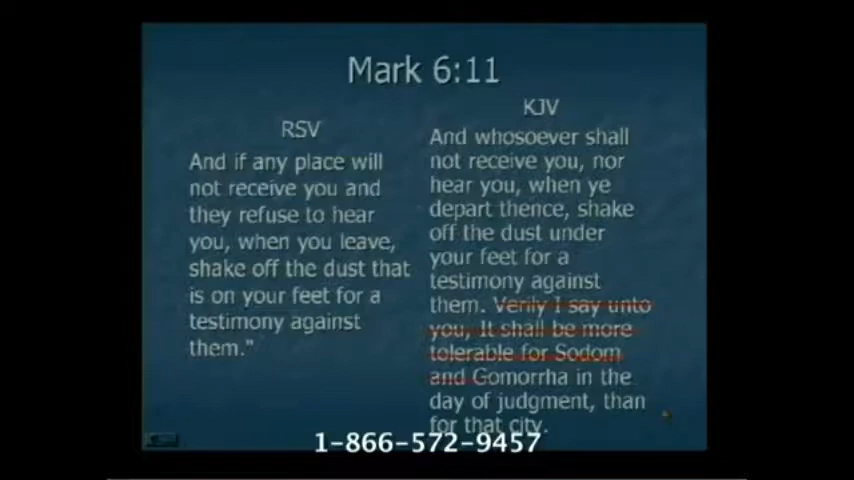 Mark 6:11
RSV
And if any place will
not receive you and
they refuse to hear
you, when you leave,
shake off the dust that
is on your feet for a
testimony against
them."
KJV
And whosoever shall
not receive you, nor
hear you, when ye
depart thence, shake
off the dust under
your feet for a
testimony against
them. Verily I say unto
you, It shall be more
tolerable for Sodom
and Gomorrha in the
day of judgment, than
for that city.
1-866-572-9457